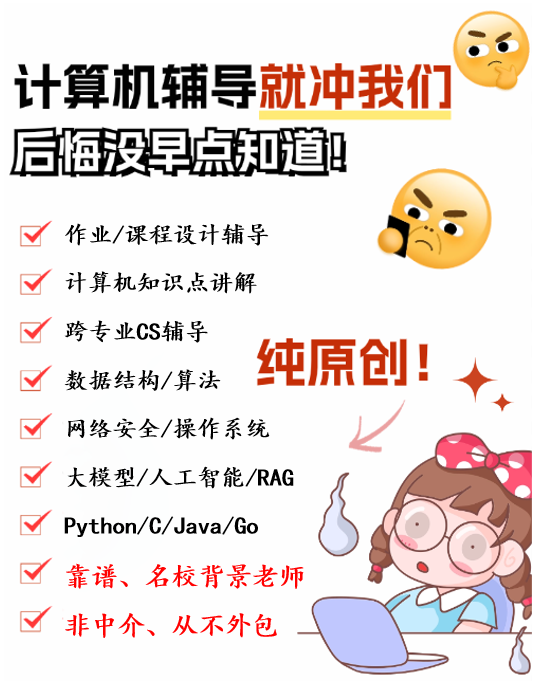 计算机辅导就冲我们
后悔没早点知道!
作业/课程设计辅导
计算机知识点讲解
跨专业CS辅导
纯原创!
数据结构/算法
网络安全/操作系统
大模型/人工智能/RAG
Python/C/Java/Go
靠谱、名校背景老师
非中介、从不外包